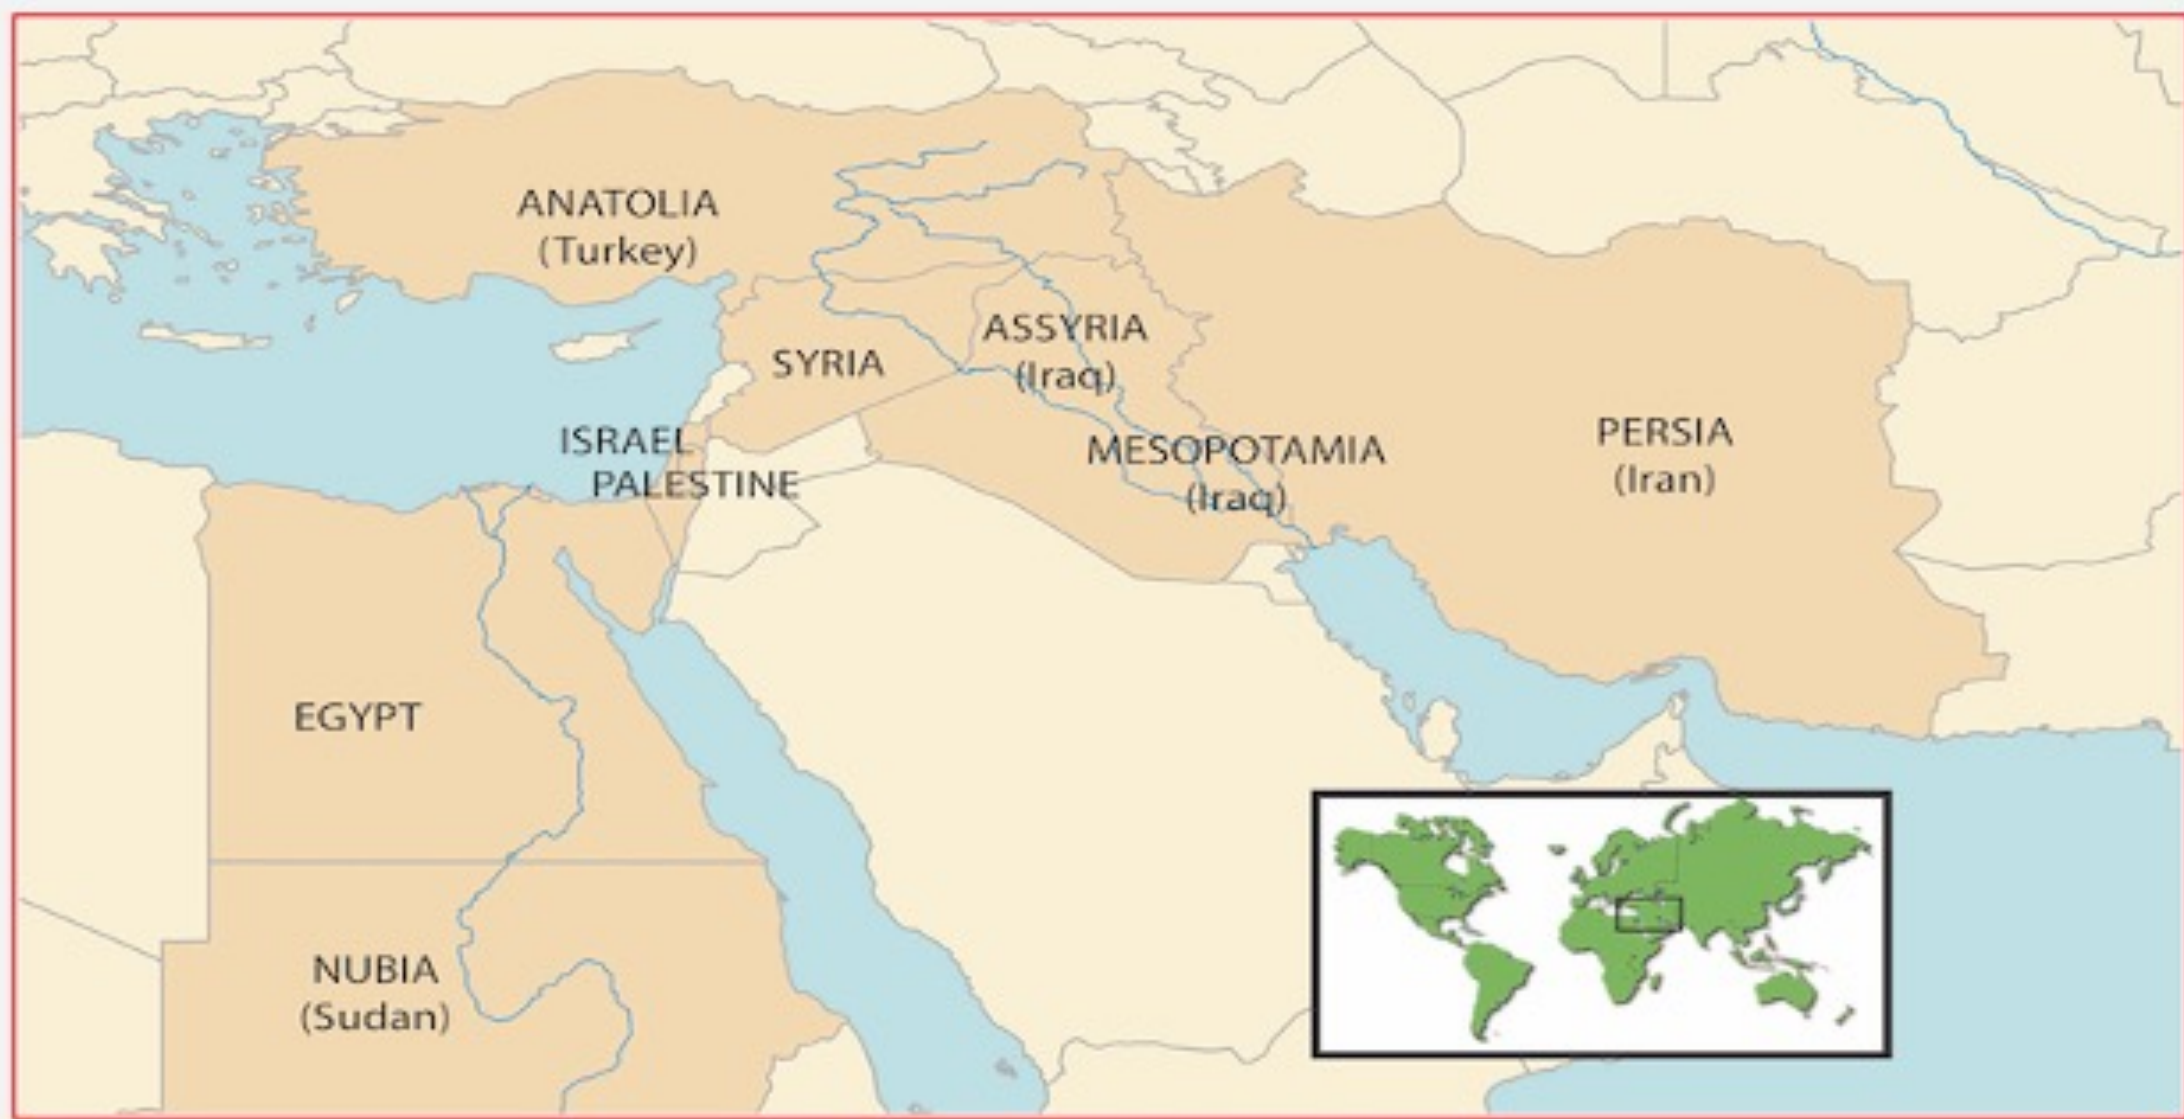 ANATOLIA
(Turkey)
ASSYRIA
(Iraq)
SYRIA
ISRAEL
PALESTINE
MESOPOTAMIA
(Iraq)
PERSIA
(Iran)
EGYPT
NUBIA
(Sudan)